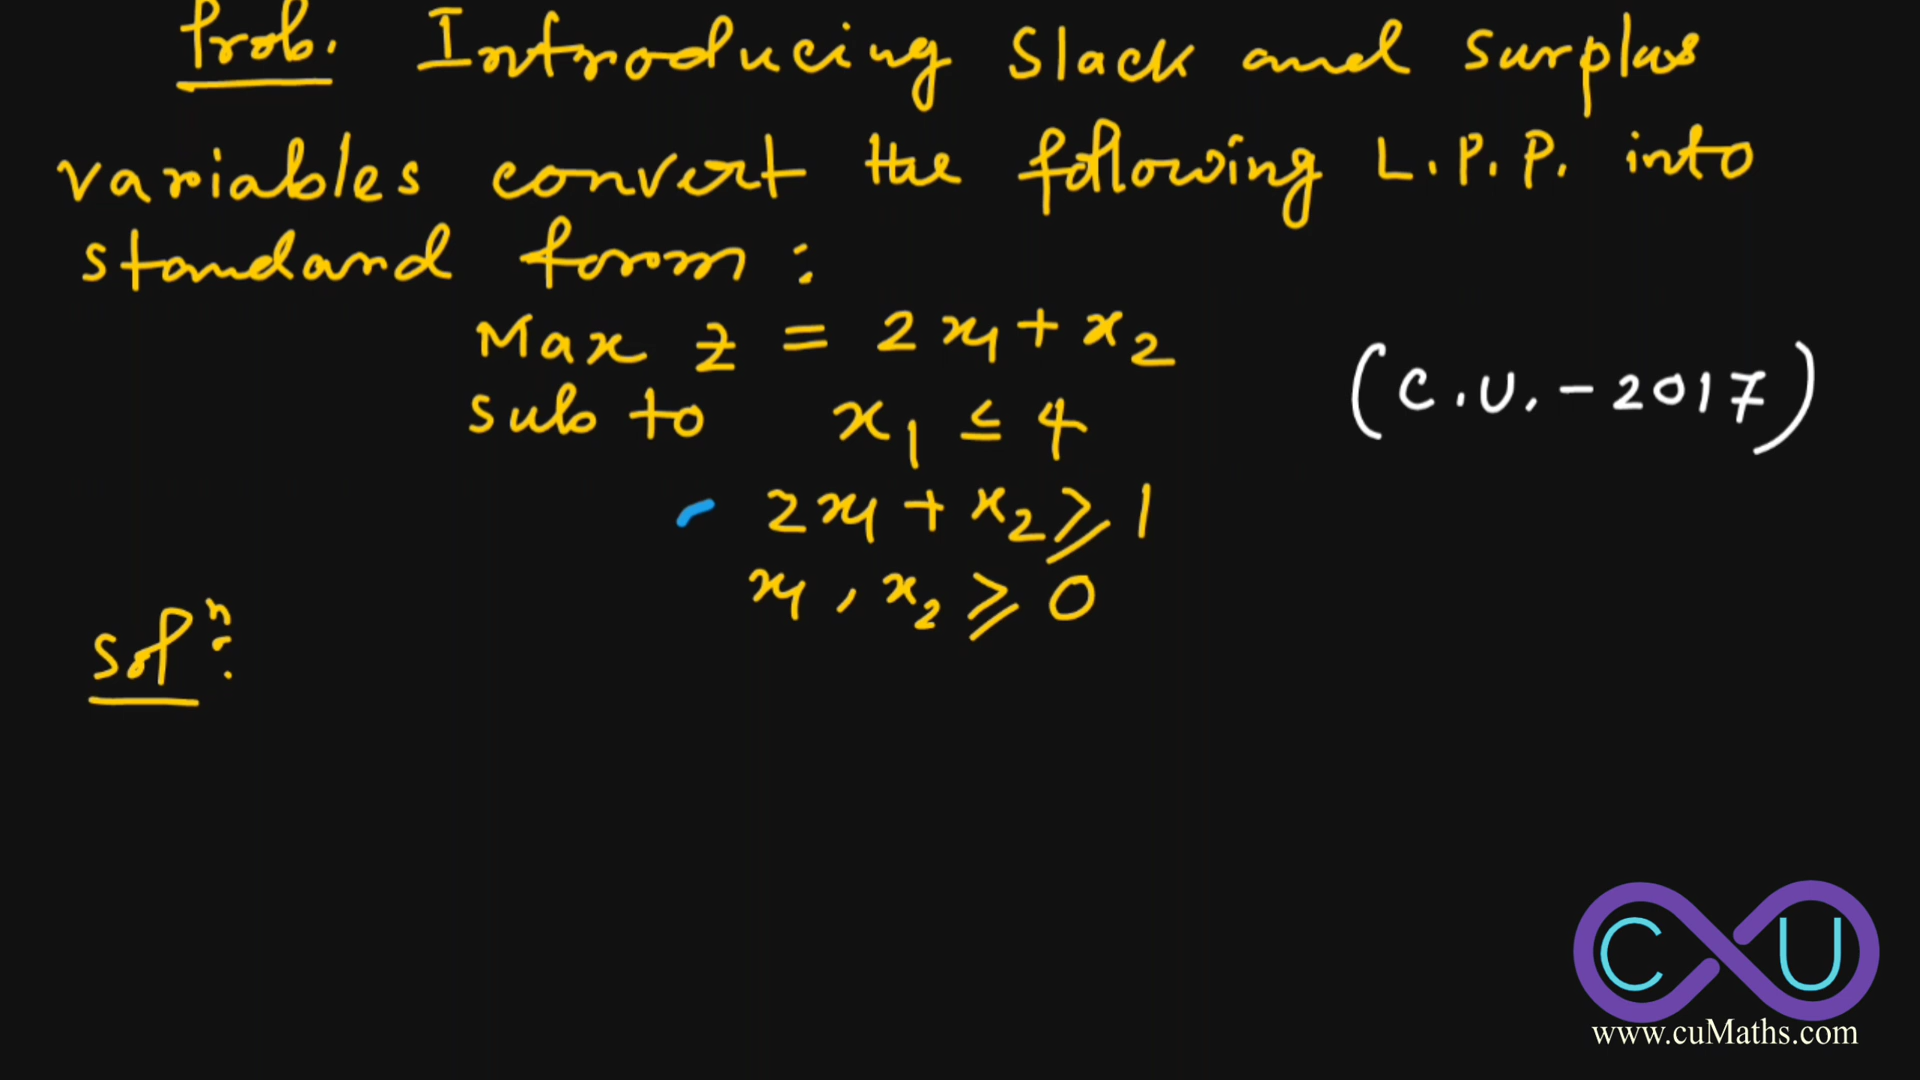 Prob. Introducing Slack and surplus
variables convert the following L.P.P. into
standard form :
Max z = 2x₁ + x₂
Sub to x₁ ≤ 4
(C.U. - 2017)
2x₁ + x₂ ≥ 1
x₁, x₂ ≥ 0
Solⁿ:
CU
www.cuMaths.com